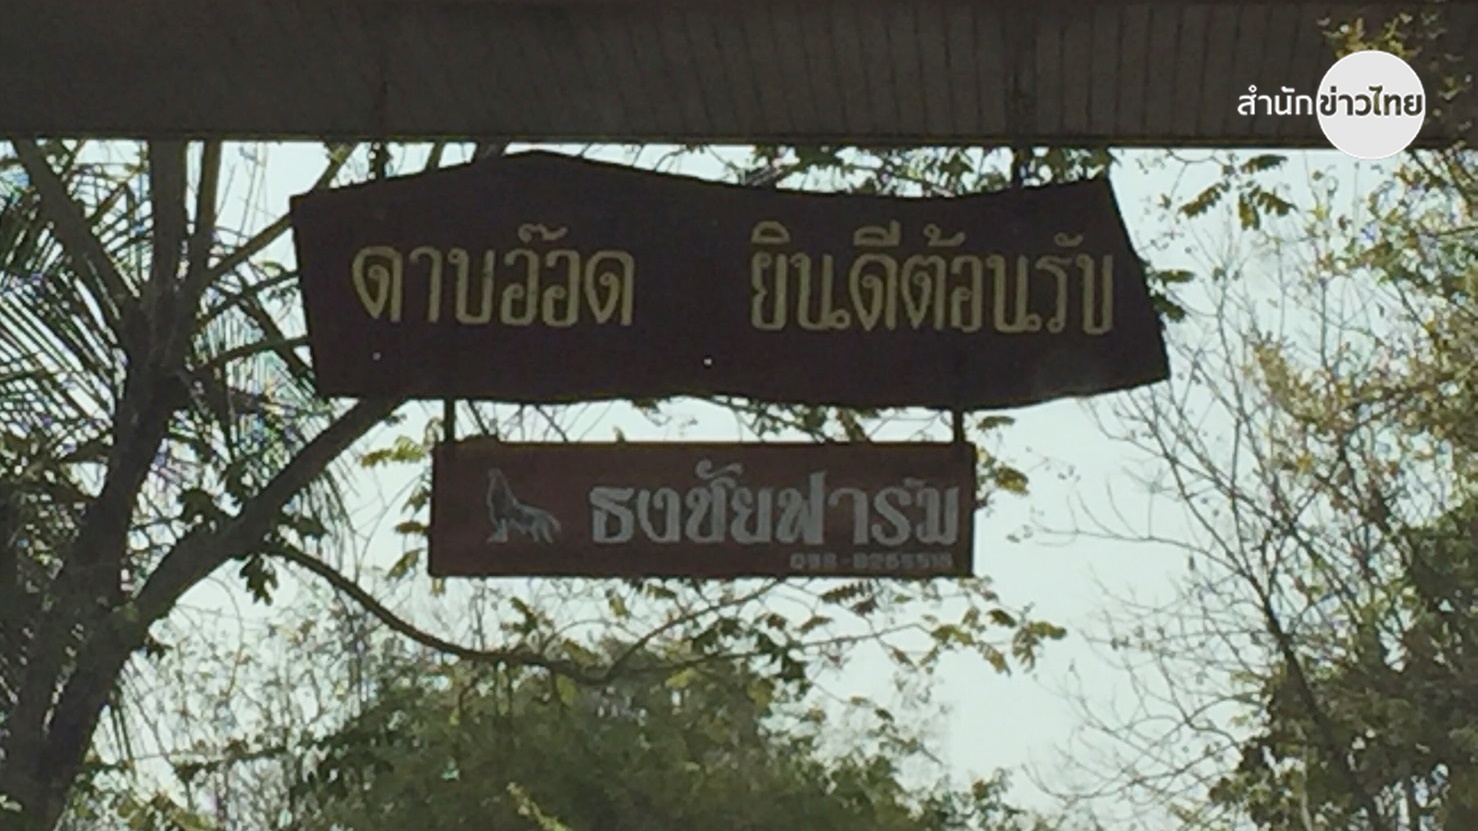 สำนักข่าวไทย
ดาบอ๊อด ยินดีต้อนรับ
ธงชัยฟาร์ม